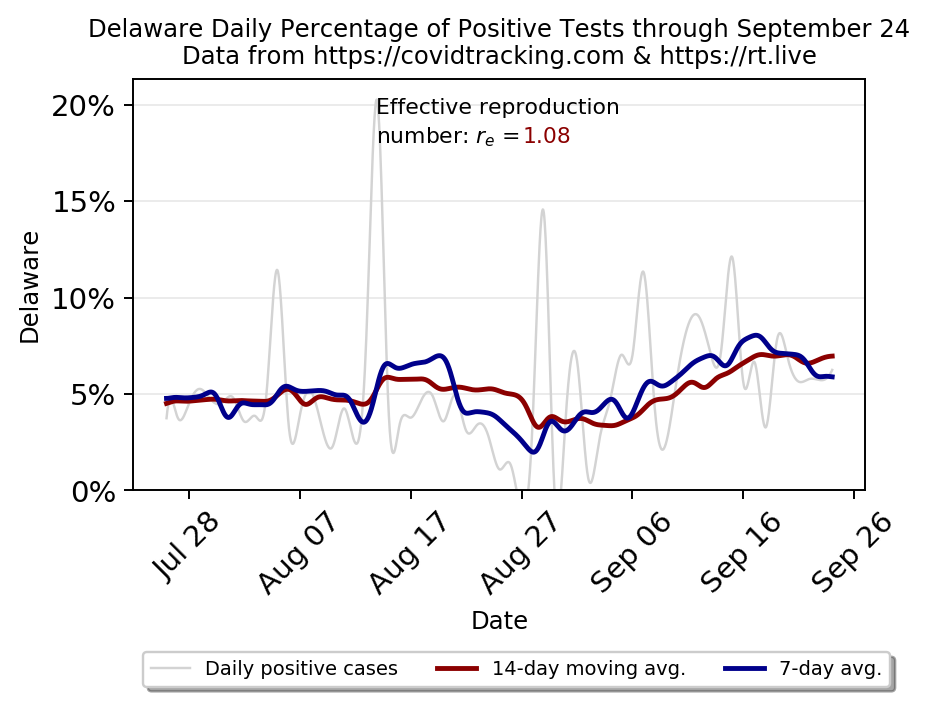 Delaware Daily Percentage of Positive Tests through September 24
Data from https://covidtracking.com & https://rt.live
Effective reproduction
number: rₑ =1.08
20%
15%
10%
5%
0%
Delaware
Jul 28
Aug 07
Aug 17
Aug 27
Sep 06
Sep 16
Sep 26
Date
Daily positive cases
14-day moving avg.
7-day avg.